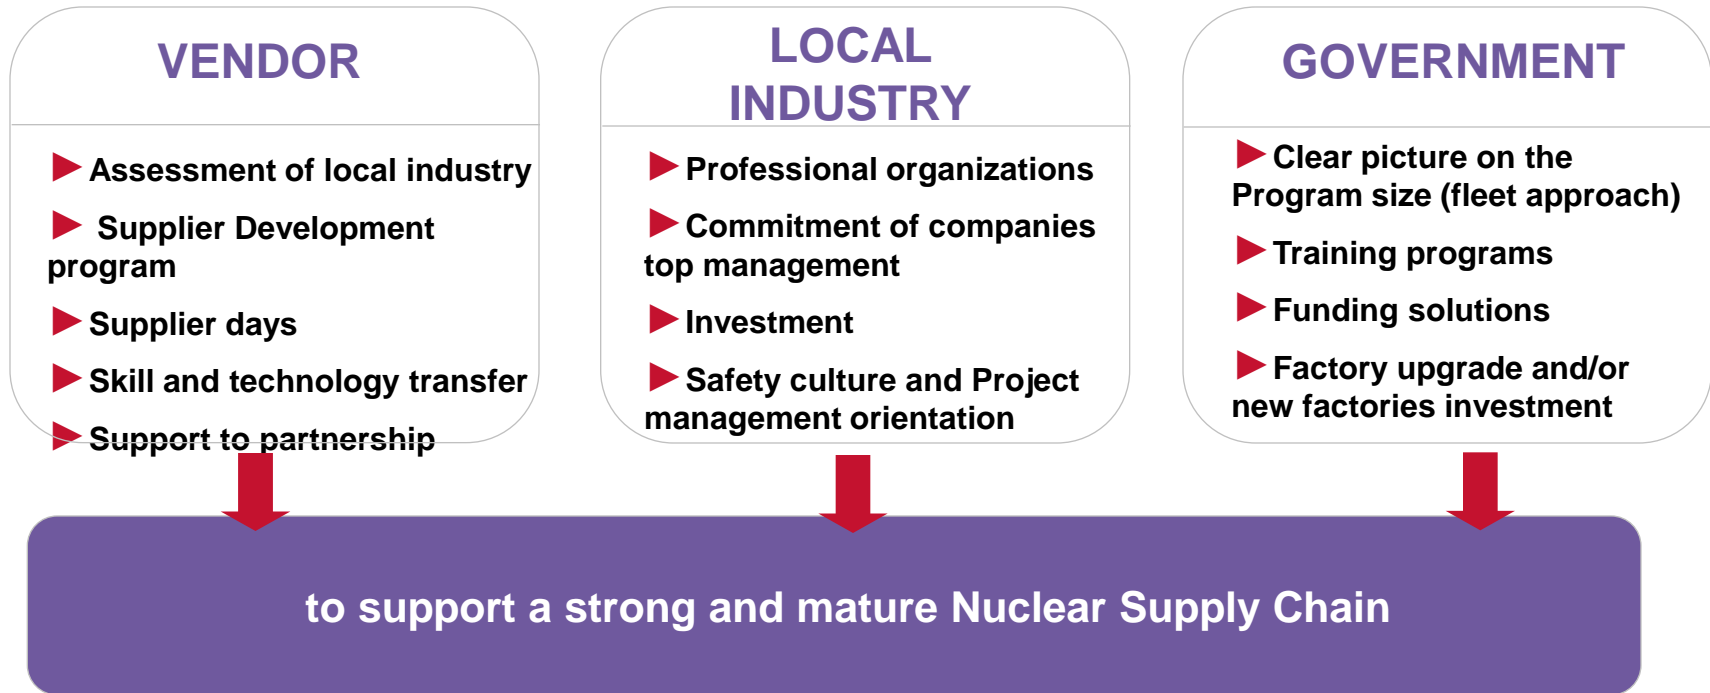 VENDOR
► Assessment of local industry
► Supplier Development
program
► Supplier days
► Skill and technology transfer
► Support to partnership
LOCAL
INDUSTRY
► Professional organizations
► Commitment of companies
top management
► Investment
► Safety culture and Project
management orientation
GOVERNMENT
► Clear picture on the
Program size (fleet approach)
► Training programs
► Funding solutions
► Factory upgrade and/or
new factories investment
to support a strong and mature Nuclear Supply Chain